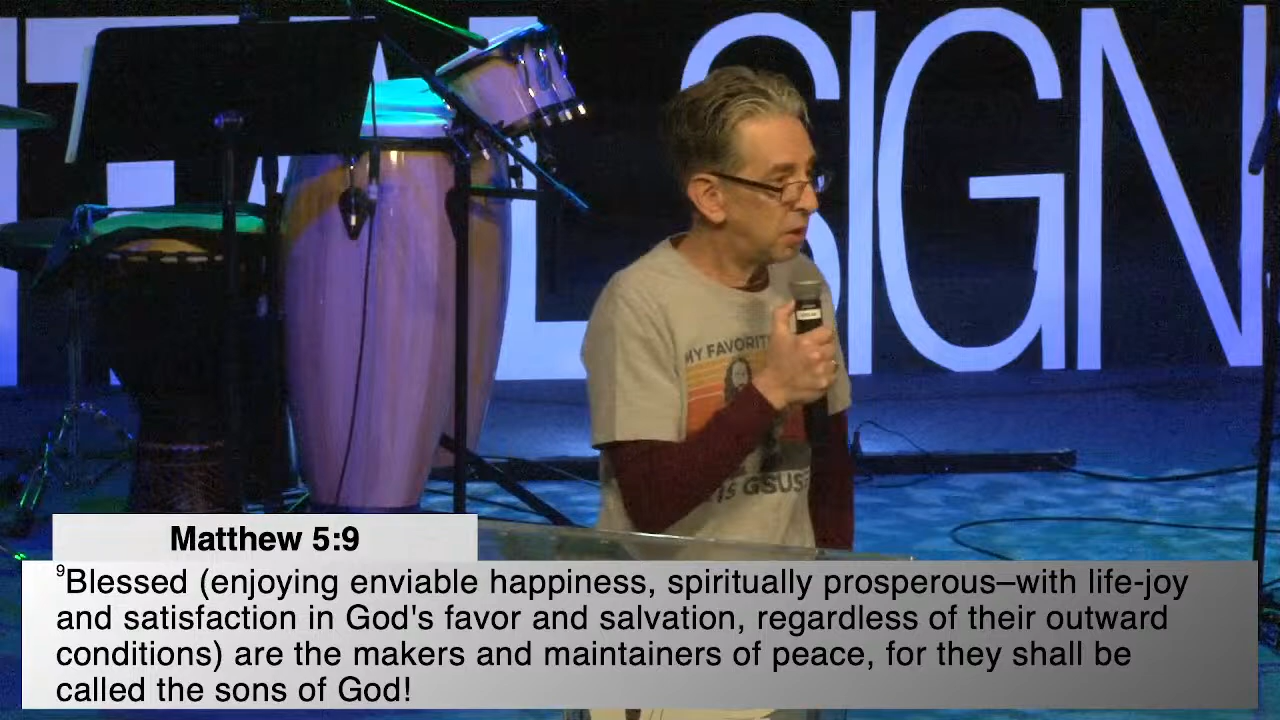 SIGN
MY FAVORIT
is GSUS
Matthew 5:9
⁹Blessed (enjoying enviable happiness, spiritually prosperous–with life-joy
and satisfaction in God's favor and salvation, regardless of their outward
conditions) are the makers and maintainers of peace, for they shall be
called the sons of God!